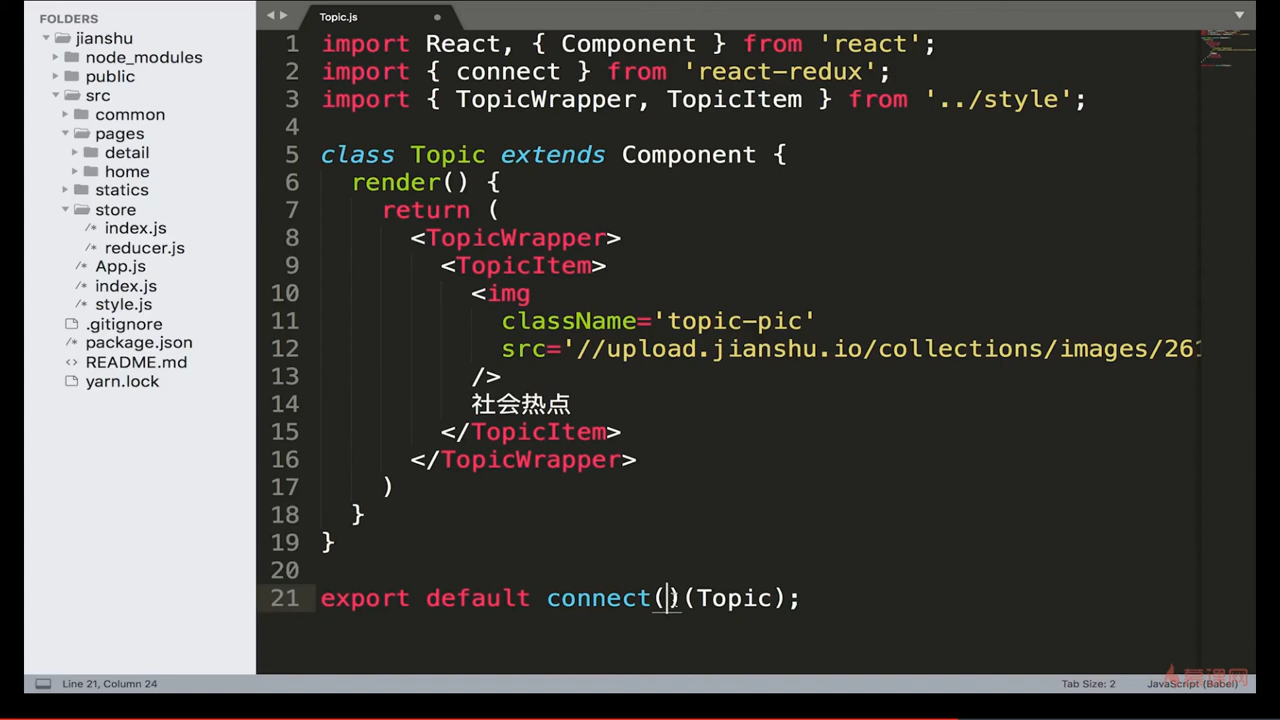 FOLDERS
jianshu
node_modules
public
src
common
pages
detail
home
statics
store
index.js
reducer.js
App.js
index.js
style.js
.gitignore
package.json
README.md
yarn.lock
Topic.js
1 import React, { Component } from 'react';
2 import { connect } from 'react-redux';
3 import { TopicWrapper, TopicItem } from '../style';
4
5 class Topic extends Component {
6 render() {
7 return (
8 <TopicWrapper>
9 <TopicItem>
10 <img
11 className='topic-pic'
12 src='//upload.jianshu.io/collections/images/261
13 />
14 社会热点
15 </TopicItem>
16 </TopicWrapper>
17 )
18 }
19 }
20
21 export default connect()(Topic);
Line 21, Column 24
Tab Size: 2
JavaScript (Babel)
慕课网